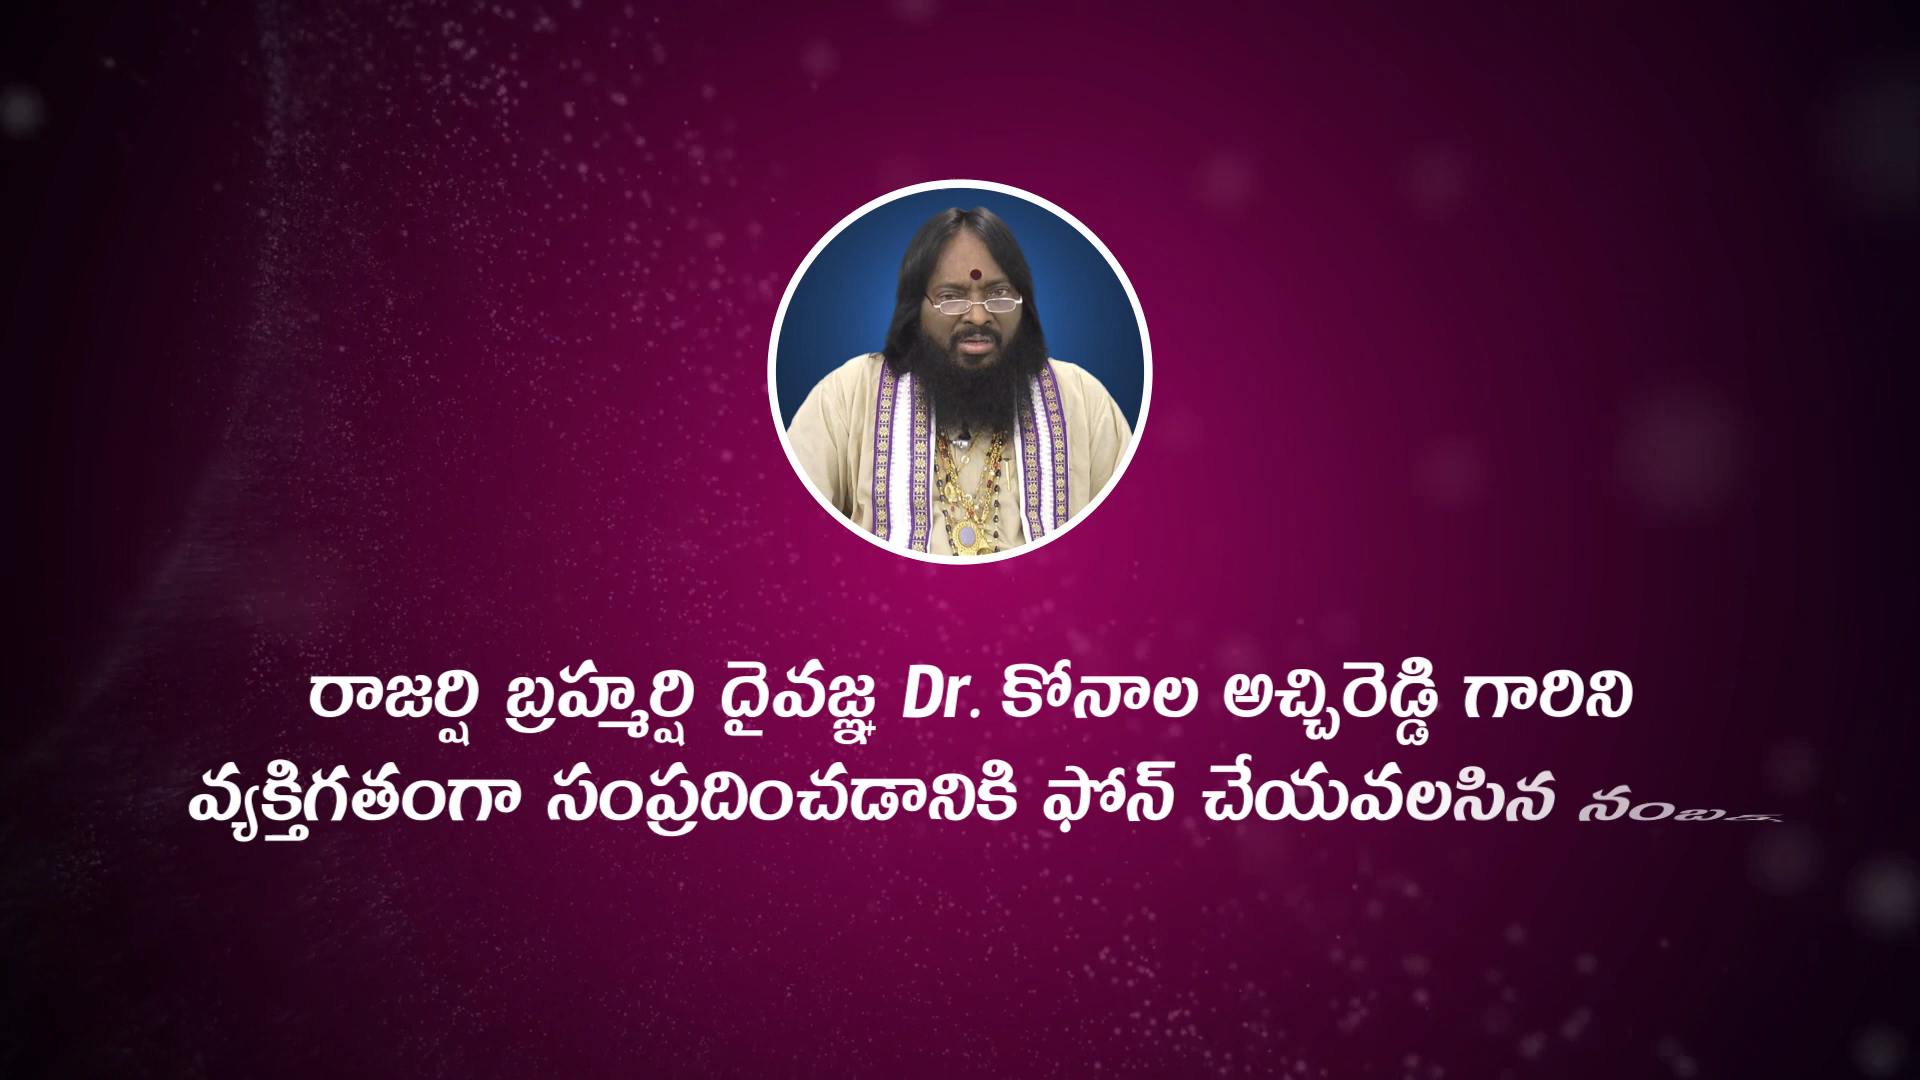 రాజర్షి బ్రహ్మర్షి దైవజ్ఞ Dr. కోనాల అచ్చిరెడ్డి గారిని
వ్యక్తిగతంగా సంప్రదించడానికి ఫోన్ చేయవలసిన